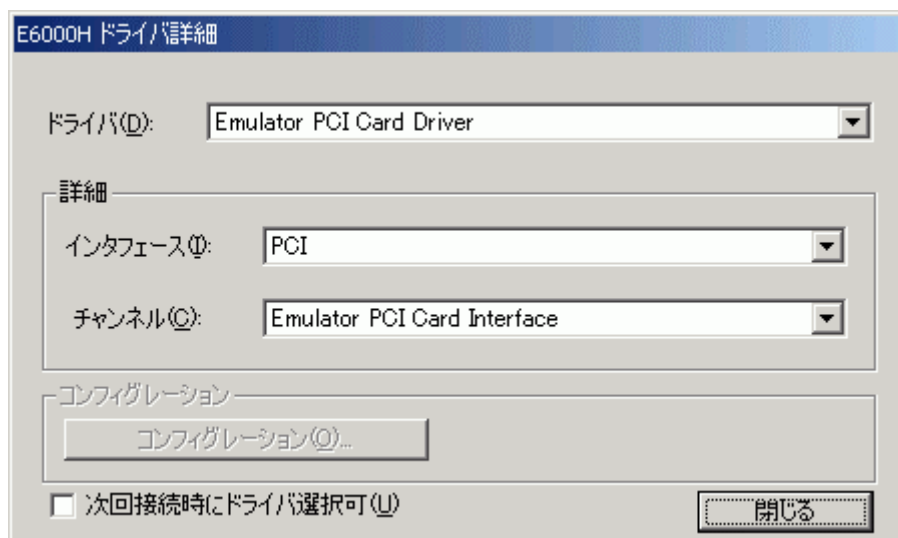 E6000H ドライバ詳細
ドライバ(D): Emulator PCI Card Driver
詳細
インタフェース(I): PCI
チャンネル(C): Emulator PCI Card Interface
コンフィグレーション
コンフィグレーション(O)...
次回接続時にドライバ選択可(U)
閉じる